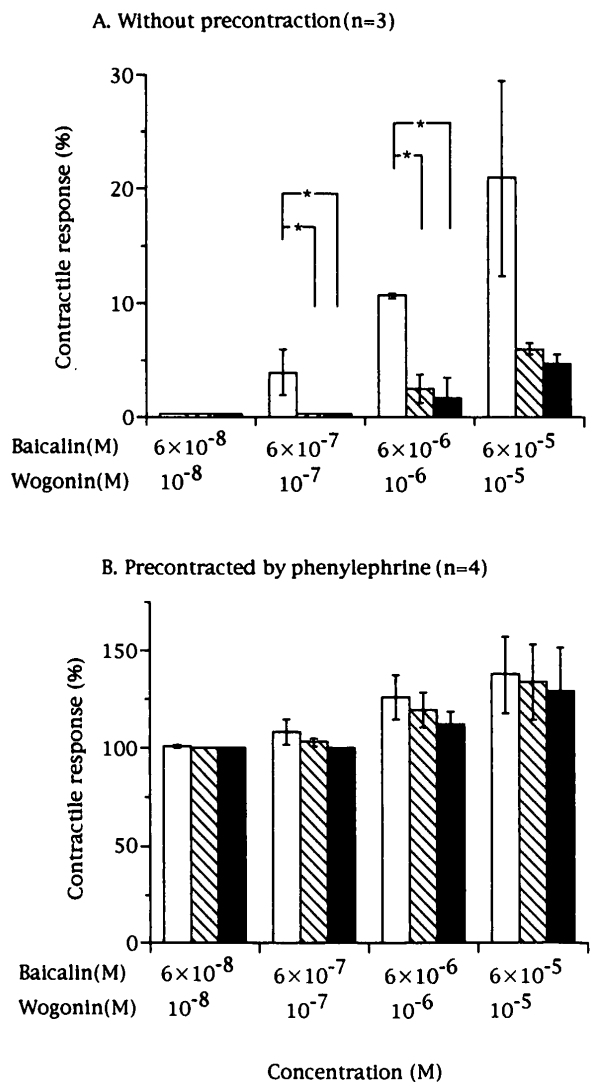 A. Without precontraction(n=3)
Contractile response (%)
30
20
10
0
*
*
*
*
Baicalin(M) 6×10-8 6×10-7 6×10-6 6×10-5
Wogonin(M) 10-8 10-7 10-6 10-5
B. Precontracted by phenylephrine (n=4)
Contractile response (%)
150
100
50
0
Baicalin(M) 6×10-8 6×10-7 6×10-6 6×10-5
Wogonin(M) 10-8 10-7 10-6 10-5
Concentration (M)